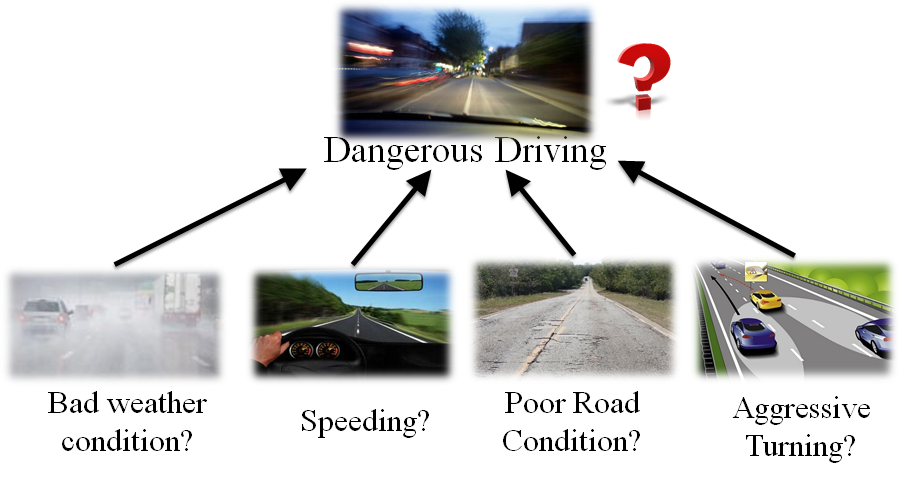 Dangerous Driving
Bad weather
condition?
Speeding?
Poor Road
Condition?
Aggressive
Turning?